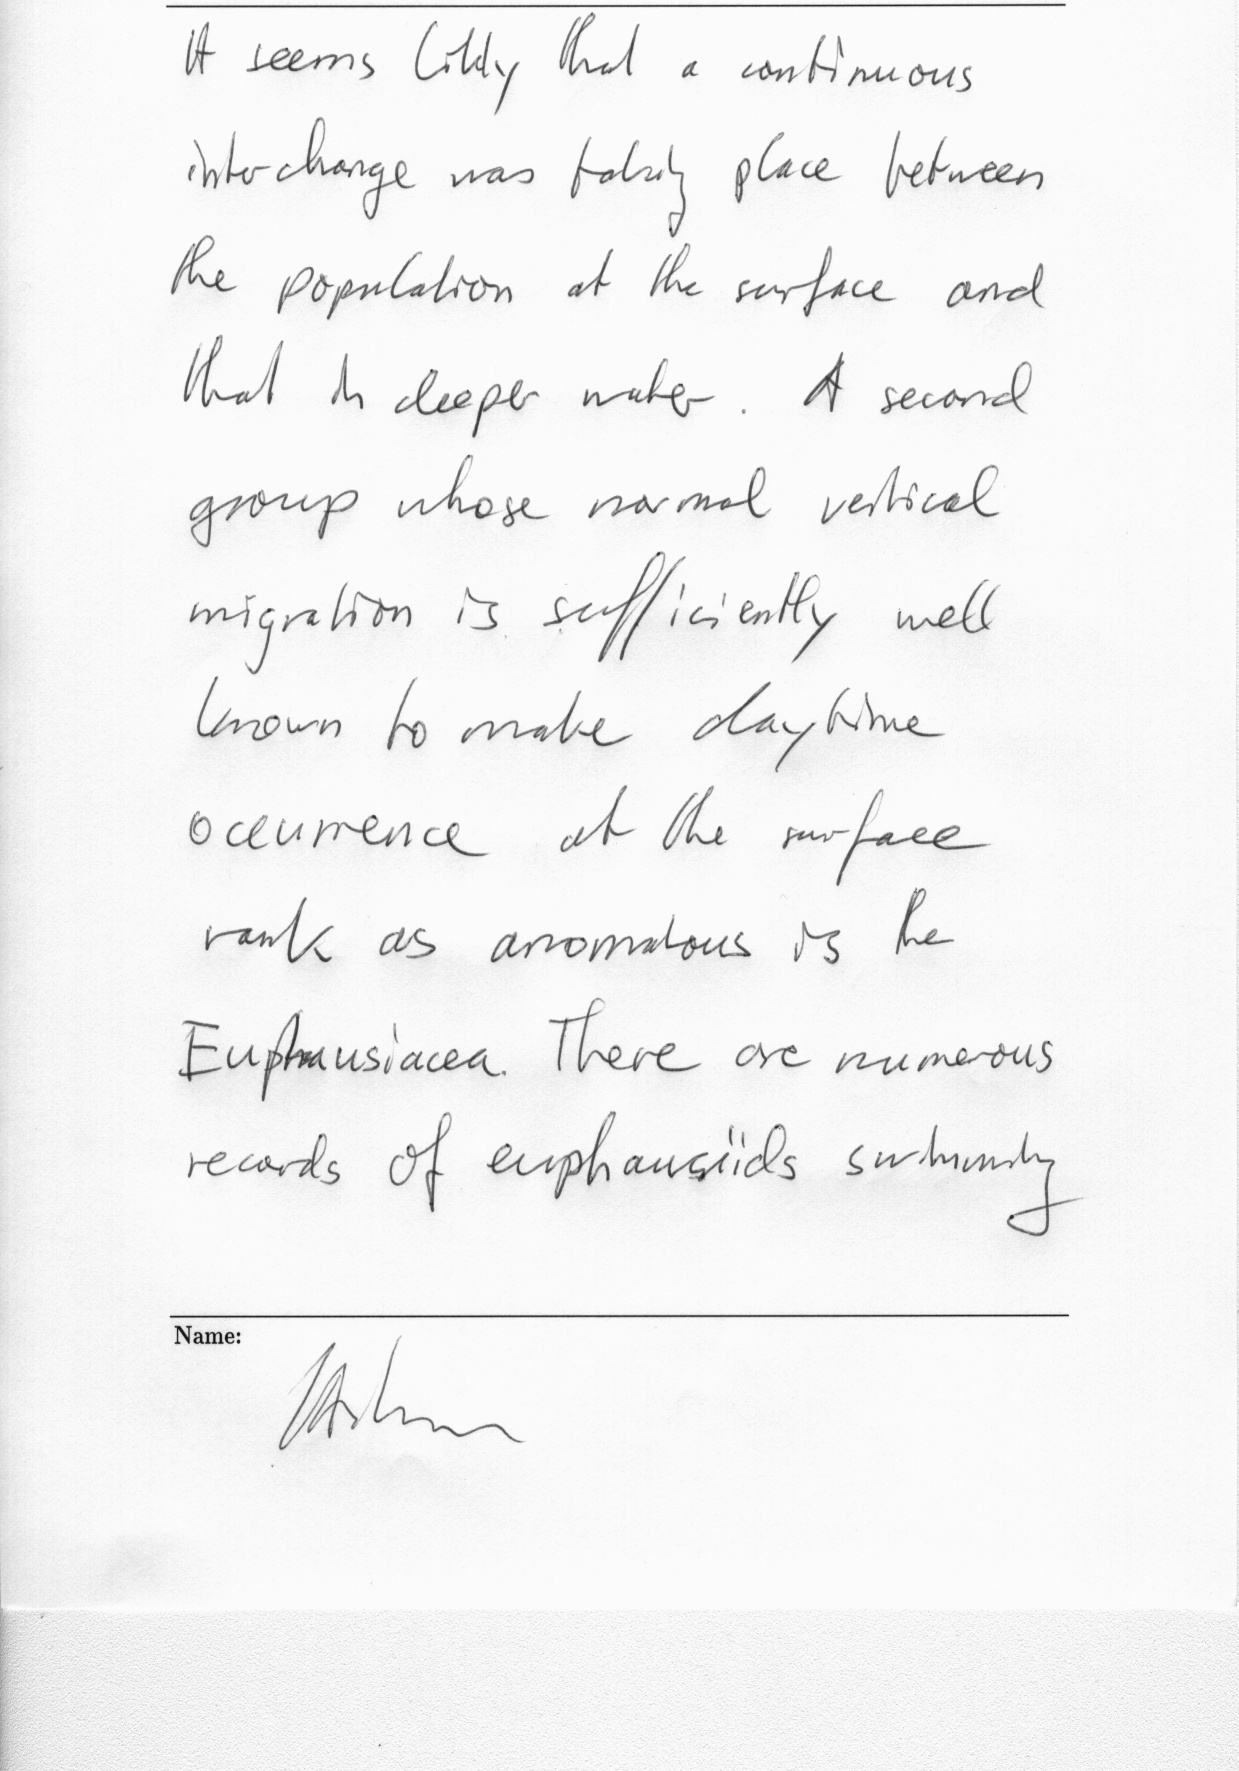 It seems likely that a continuous
interchange was taking place between
the population at the surface and
that in deeper water. A second
group whose normal vertical
migration is sufficiently well
known to make daytime
occurrence at the surface
rank as anomalous is the
Euphausiacea. There are numerous
records of euphausiids swimming
Name: